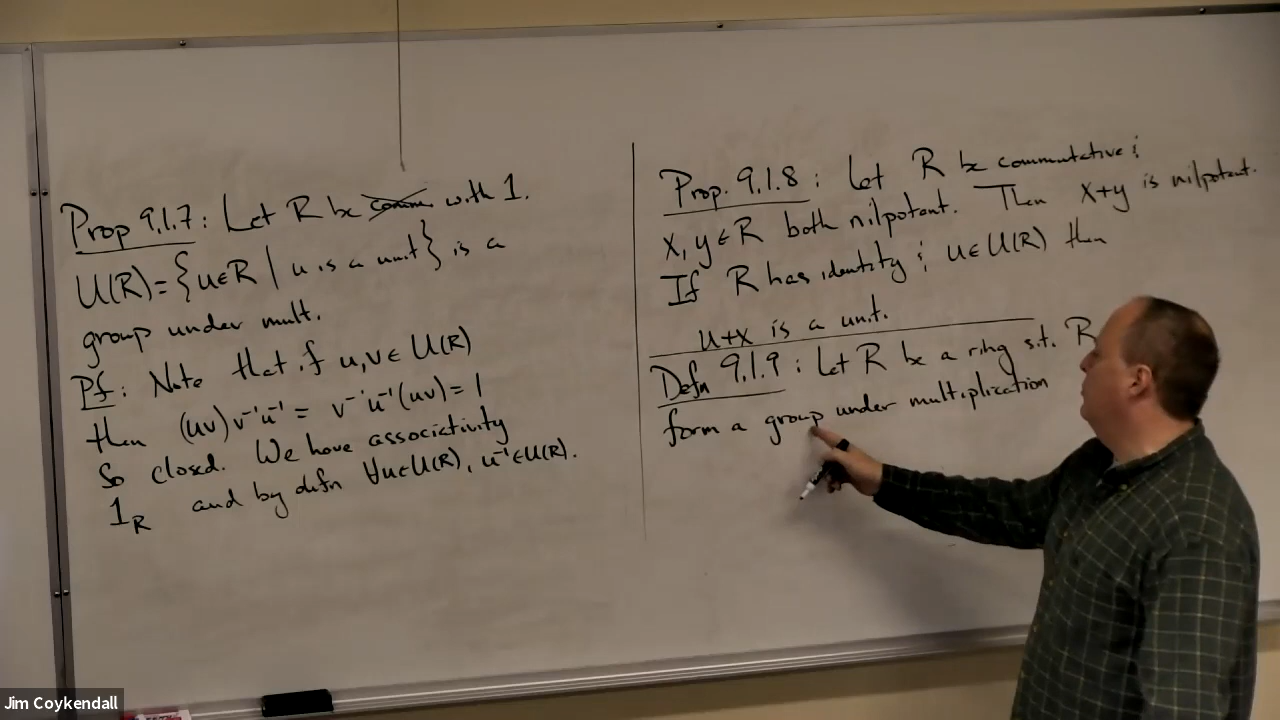 Prop 9.1.7: Let R be comm with 1.
U(R) = {u∈R | u is a unit} is a
group under mult.
Pf: Note that if u,v ∈ U(R)
then (uv)v⁻¹u⁻¹ = v⁻¹u⁻¹(uv) = 1
So closed. We have associctivity
1_R and by defn ∀u∈U(R), u⁻¹∈U(R).
Prop. 9.1.8: Let R be commutative &
x,y∈R both nilpotent. Then x+y is nilpotent.
If R has identity & u∈U(R) then
u+x is a unit.
Defn 9.1.9: Let R be a ring s.t. R
form a group under multiplication
Jim Coykendall